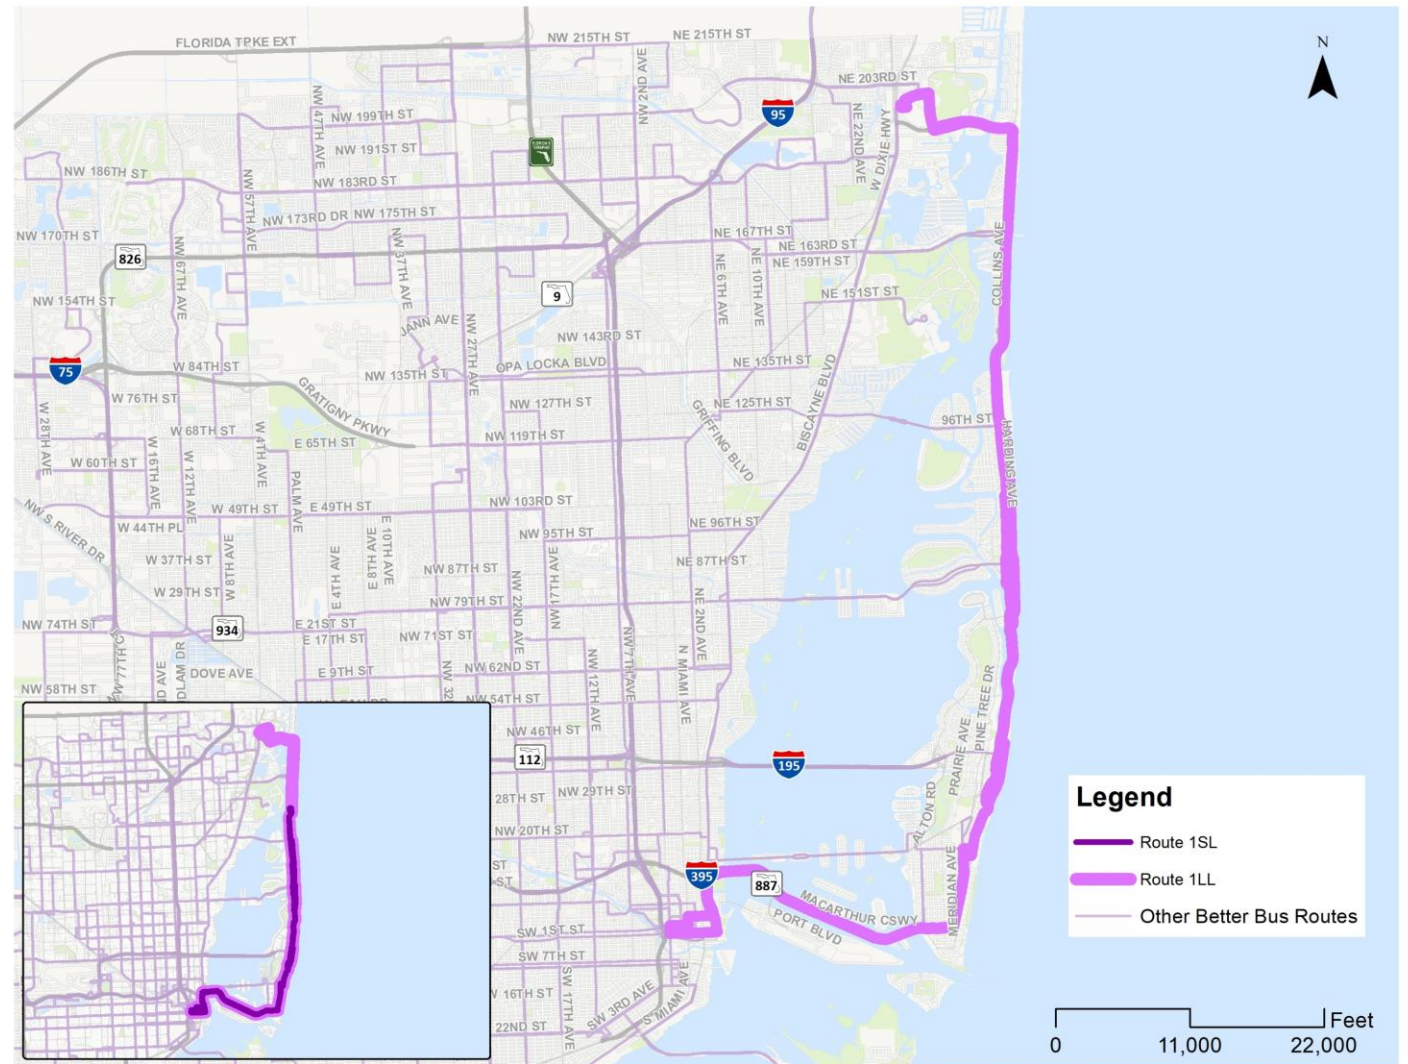 N
FLORIDA TPKE EXT
NW 215TH ST
NE 215TH ST
NE 203RD ST
NW 2ND AVE
NW 47TH AVE
NW 199TH ST
95
NE 22ND AVE
W DIXIE HWY
NW 191ST ST
FLORIDA'S TURNPIKE
NW 186TH ST
NW 57TH AVE
NW 183RD ST
NW 173RD DR
NW 175TH ST
NW 170TH ST
NW 37TH AVE
NE 167TH ST
NE 163RD ST
NE 159TH ST
COLLINS AVE
826
NW 67TH AVE
NE 6TH AVE
NE 10TH AVE
9
NW 154TH ST
NE 151ST ST
JANN AVE
NW 27TH AVE
NW 143RD ST
75
W 84TH ST
OPA LOCKA BLVD
NE 135TH ST
NW 135TH ST
GRATIGNY PKWY
BISCAYNE BLVD
W 76TH ST
NW 127TH ST
NE 125TH ST
GRIFFING BLVD
96TH ST
HARDING AVE
W 28TH AVE
W 68TH ST
W 4TH AVE
E 65TH ST
NW 119TH ST
W 16TH AVE
W 60TH ST
W 12TH AVE
PALM AVE
NW S RIVER DR
W 49TH ST
E 49TH ST
NW 103RD ST
W 44TH PL
NW 95TH ST
NE 96TH ST
E 10TH AVE
E 8TH AVE
W 37TH ST
W 8TH AVE
E 4TH AVE
NW 87TH ST
NE 87TH ST
W 29TH ST
NW 22ND AVE
NW 17TH AVE
NW 79TH ST
NE 2ND AVE
NW 74TH ST
934
E 21ST ST
E 17TH ST
NW 71ST ST
NW 7TH AVE
N MIAMI AVE
DOVE AVE
E 9TH ST
NW 62ND ST
NW 12TH AVE
NW 58TH ST
NW 54TH ST
PINE TREE DR
PRAIRIE AVE
NW 46TH ST
112
195
28TH ST
NW 29TH ST
ALTON RD
NW 20TH ST
MERIDIAN AVE
ST
ST
395
887
MACARTHUR CSWY
PORT BLVD
SW 1ST ST
SW 7TH ST
SW 17TH AVE
SW 3RD AVE
S MIAMI AVE
16TH ST
22ND ST
Legend
Route 1SL
Route 1LL
Other Better Bus Routes
Feet
0 11,000 22,000